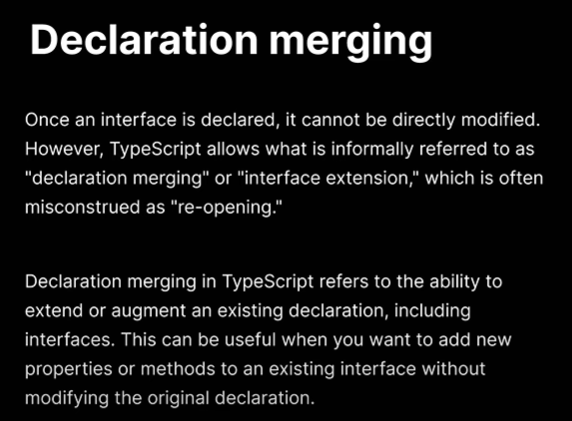 Declaration merging
Once an interface is declared, it cannot be directly modified.
However, TypeScript allows what is informally referred to as
"declaration merging" or "interface extension," which is often
misconstrued as "re-opening."
Declaration merging in TypeScript refers to the ability to
extend or augment an existing declaration, including
interfaces. This can be useful when you want to add new
properties or methods to an existing interface without
modifying the original declaration.